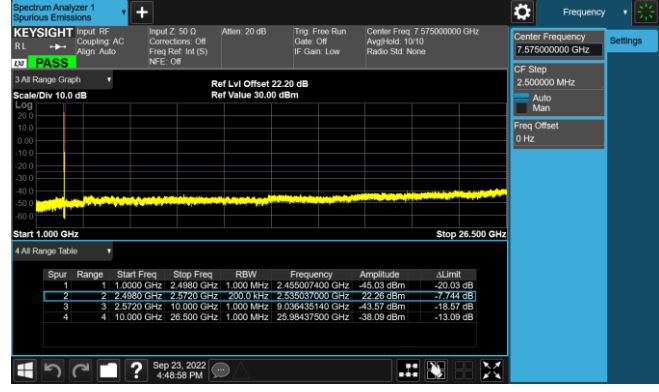 Spectrum Analyzer 1
Spurious Emissions
+
Frequency
KEYSIGHT Input: RF Input Z: 50 Ω Atten: 20 dB Trig: Free Run Center Freq: 7.575000000 GHz
RL Coupling: AC Corrections: Off Gate: Off Avg|Hold: 10/10
Align: Auto Freq Ref: Int (S) IF Gain: Low Radio Std: None
NFE: Off
LXI PASS
Center Frequency
7.575000000 GHz
Settings
CF Step
2.500000 MHz
Auto
Man
Freq Offset
0 Hz
3 All Range Graph
Ref Lvl Offset 22.20 dB
Scale/Div 10.0 dB Ref Value 30.00 dBm
Log
20.0
10.0
0.00
-10.0
-20.0
-30.0
-40.0
-50.0
-60.0
Start 1.000 GHz Stop 26.500 GHz
4 All Range Table
Spur Range Start Freq Stop Freq RBW Frequency Amplitude ΔLimit
1 1 1.0000 GHz 2.4980 GHz 1.000 MHz 2.455007400 GHz -45.03 dBm -20.03 dB
2 2 2.4980 GHz 2.5720 GHz 200.0 kHz 2.535037000 GHz 22.26 dBm -7.744 dB
3 3 2.5720 GHz 10.000 GHz 1.000 MHz 9.036435140 GHz -43.57 dBm -18.57 dB
4 4 10.000 GHz 26.500 GHz 1.000 MHz 25.98437500 GHz -38.09 dBm -13.09 dB
?
Sep 23, 2022
4:48:58 PM